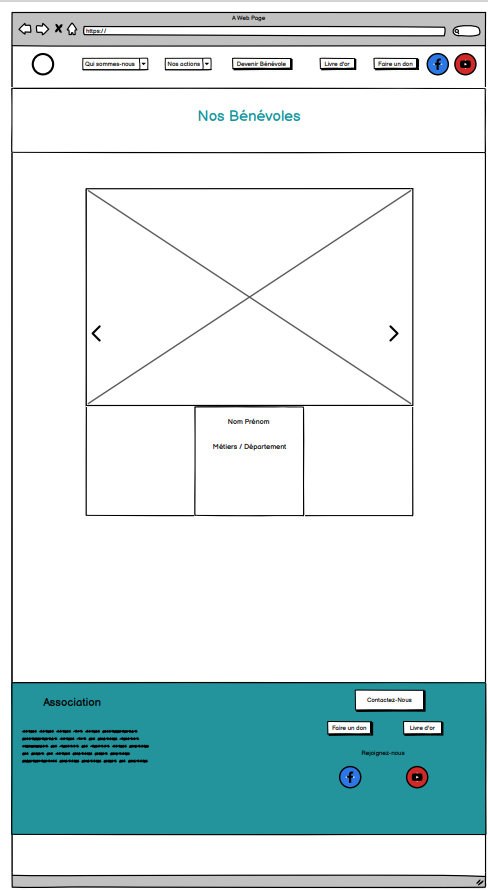 A Web Page
https://
Qui sommes-nous
Nos actions
Devenir Bénévole
Livre d'or
Faire un don
Nos Bénévoles
Nom Prénom
Métiers / Département
Association
Contactez-Nous
Faire un don
Livre d'or
Rejoignez-nous